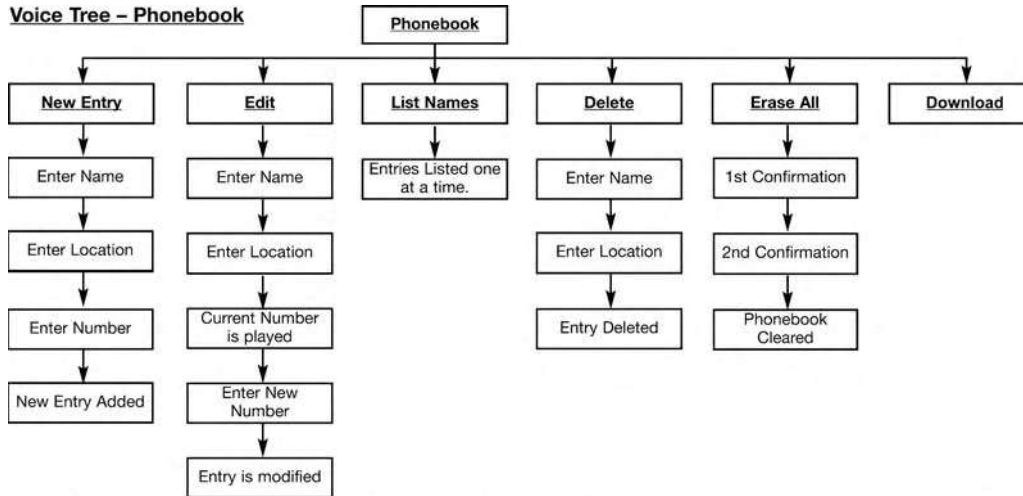 Voice Tree – Phonebook
Phonebook
New Entry
Edit
List Names
Delete
Erase All
Download
Enter Name
Enter Name
Entries Listed one
at a time.
Enter Name
1st Confirmation
Enter Location
Enter Location
Enter Location
2nd Confirmation
Enter Number
Current Number
is played
Entry Deleted
Phonebook
Cleared
New Entry Added
Enter New
Number
Entry is modified